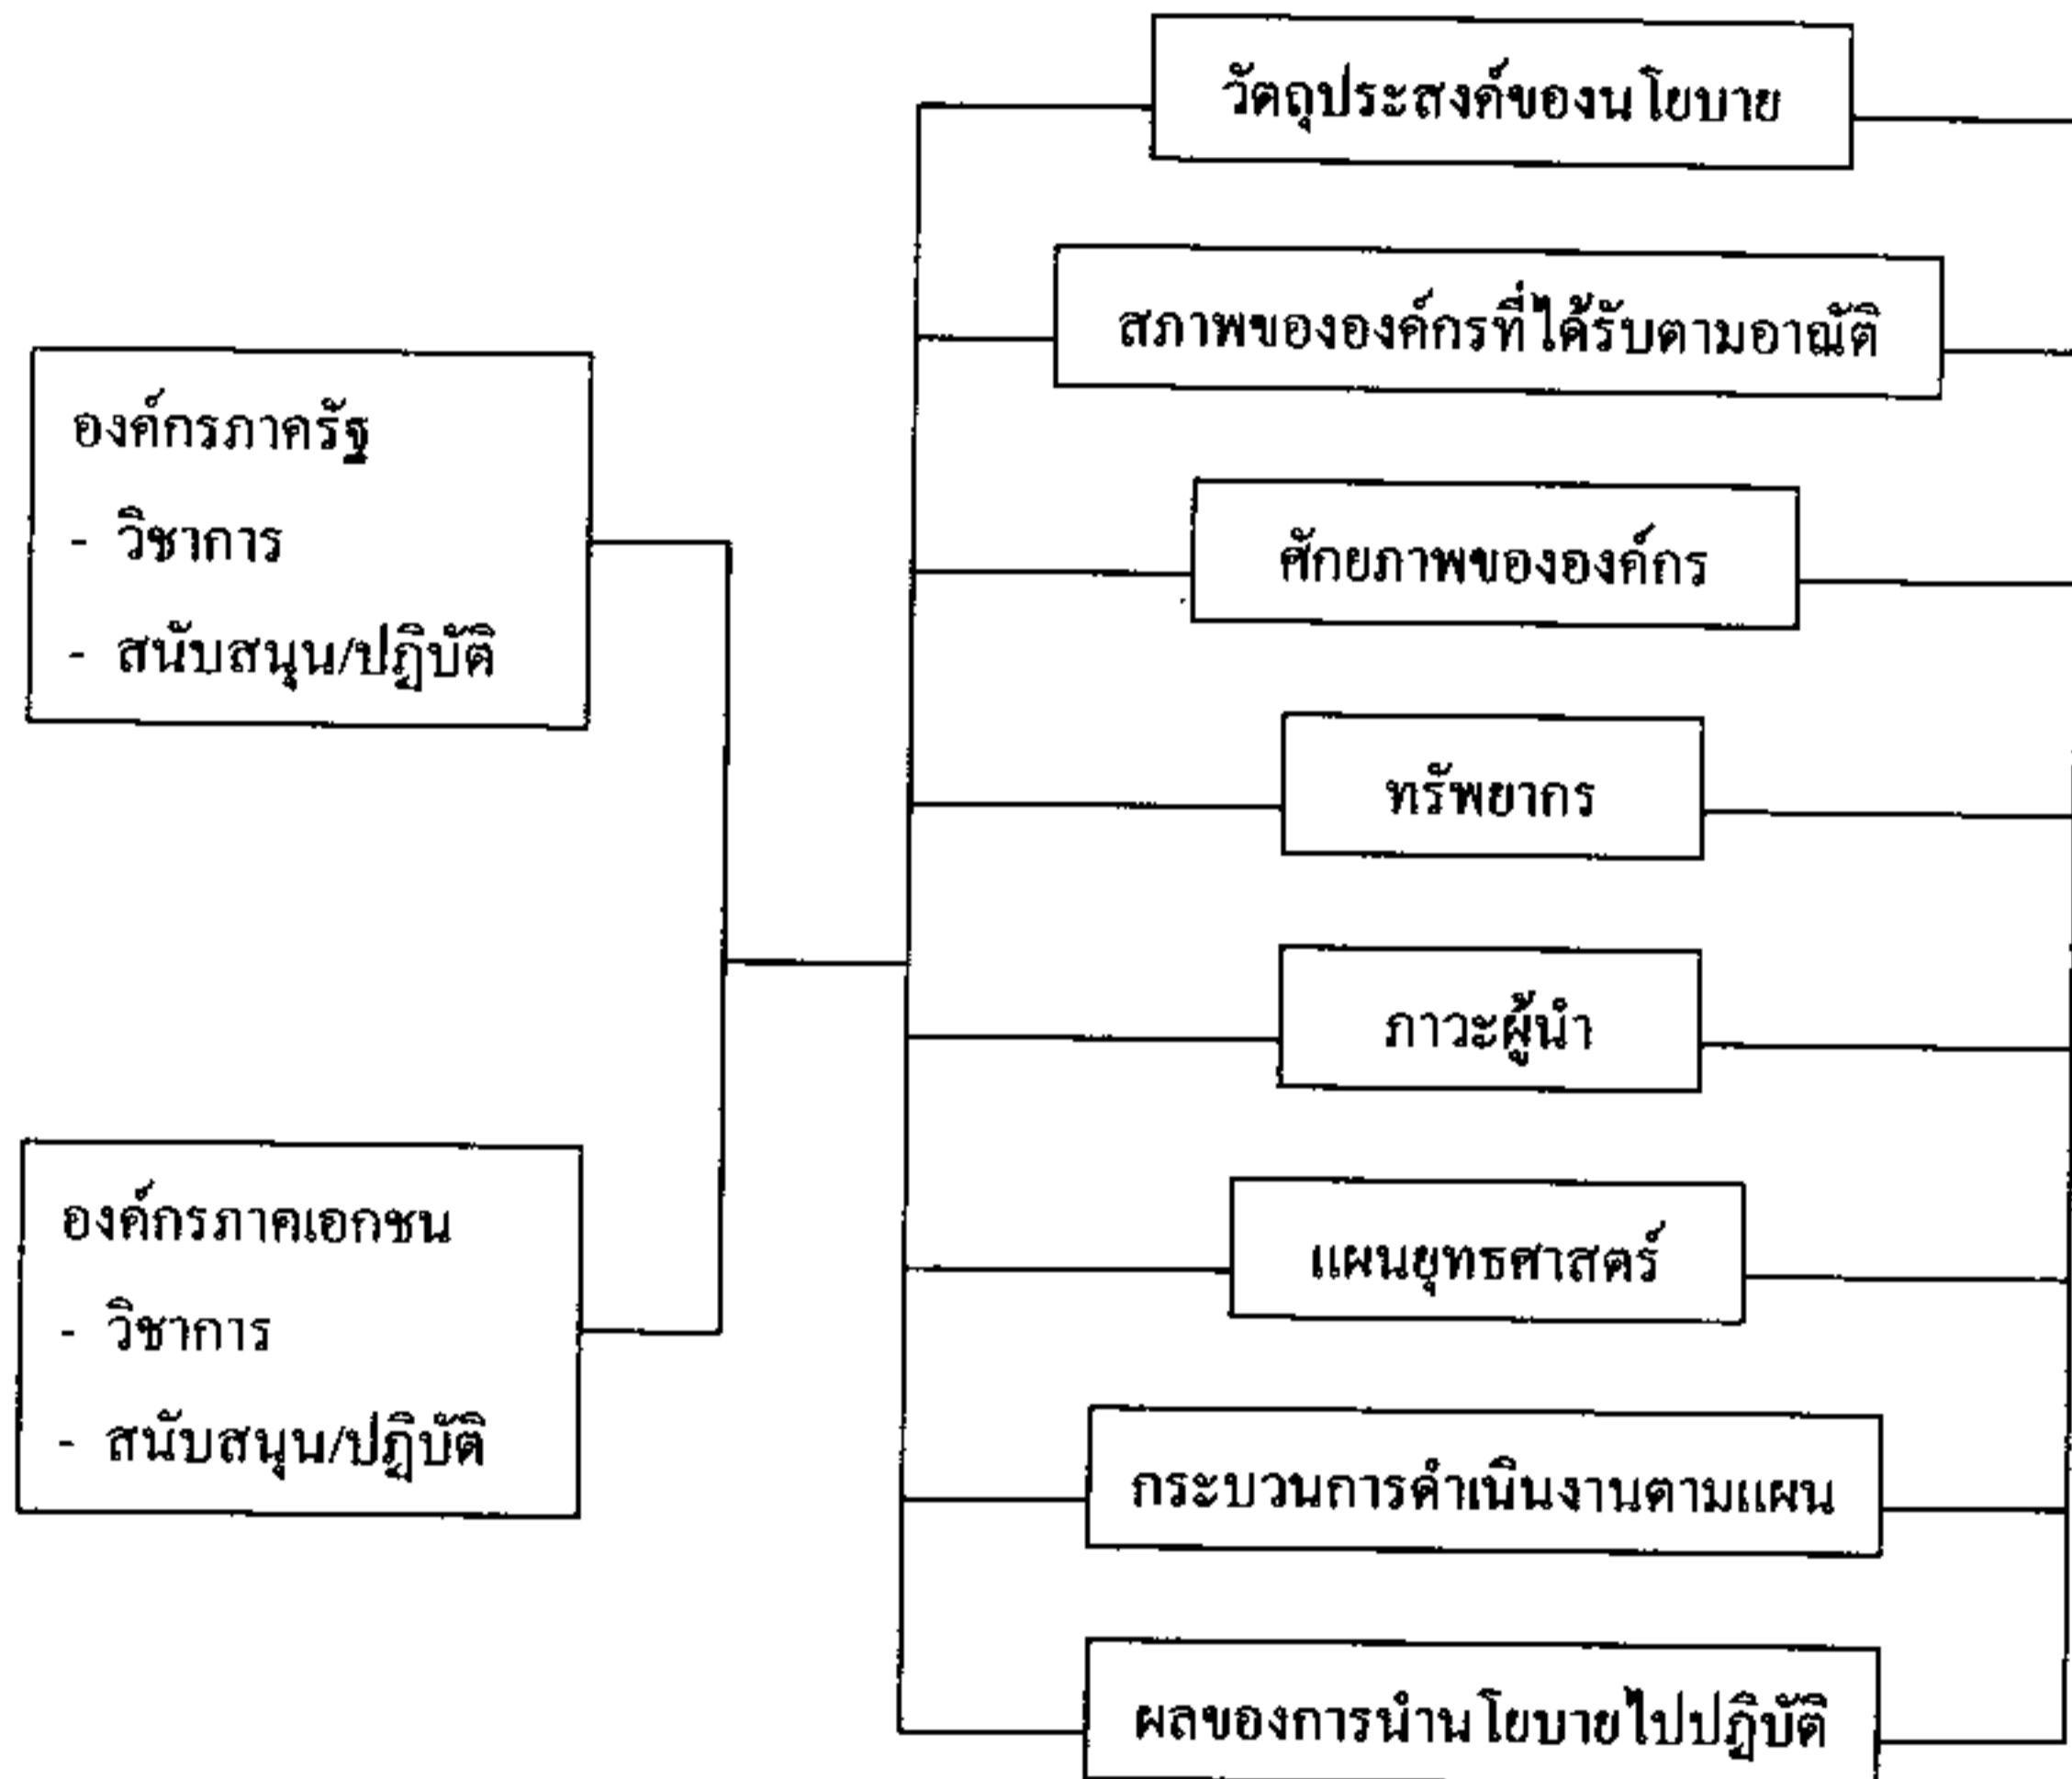 องค์กรภาครัฐ
- วิชาการ
- สนับสนุน/ปฏิบัติ
องค์กรภาคเอกชน
- วิชาการ
- สนับสนุน/ปฏิบัติ
วัตถุประสงค์ของนโยบาย
สภาพขององค์กรที่ได้รับตามอาณัติ
ศักยภาพขององค์กร
ทรัพยากร
ภาวะผู้นำ
แผนยุทธศาสตร์
กระบวนการดำเนินงานตามแผน
ผลของการนำนโยบายไปปฏิบัติ